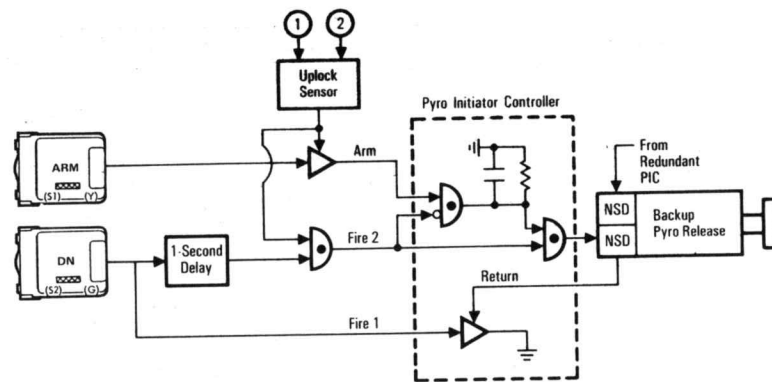 1
2
Uplock
Sensor
Pyro Initiator Controller
From
Redundant
PIC
Arm
ARM
(S1)
(Y)
NSD
NSD
Backup
Pyro Release
DN
(S2)
(G)
1-Second
Delay
Fire 2
Return
Fire 1